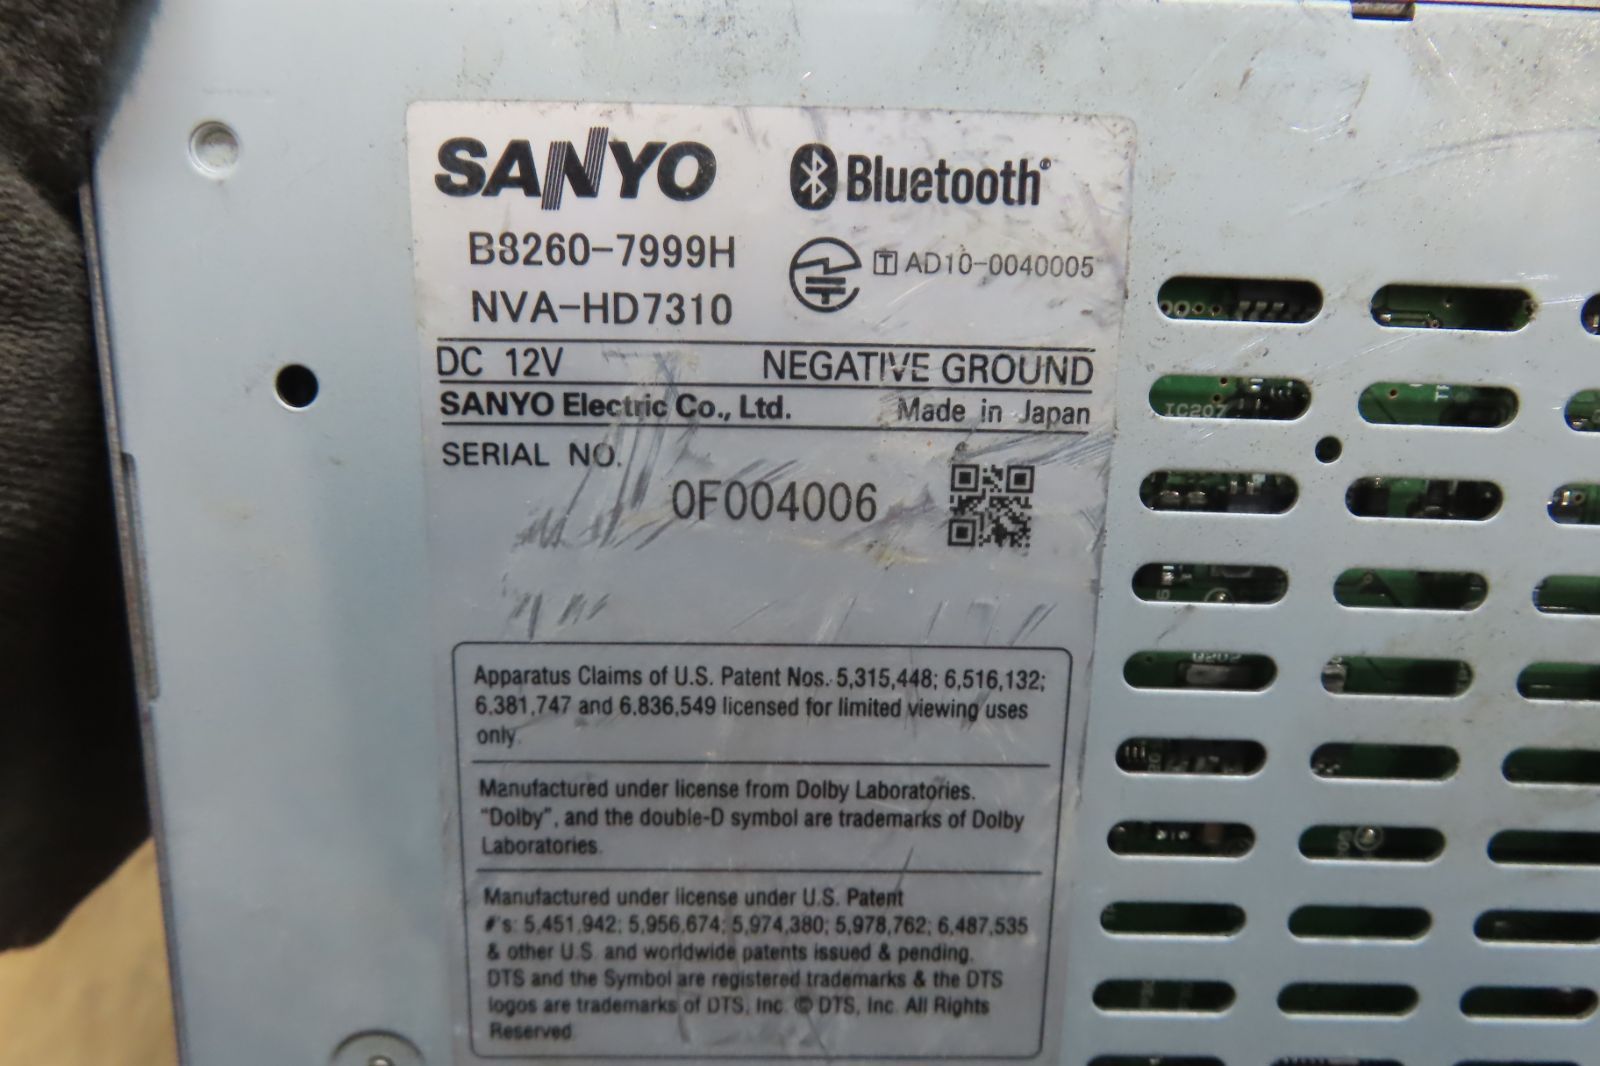 SANYO Bluetooth®
B8260-7999H
T AD10-0040005
NVA-HD7310
DC 12V NEGATIVE GROUND
SANYO Electric Co., Ltd. Made in Japan
SERIAL NO.
0F004006
Apparatus Claims of U.S. Patent Nos. 5,315,448; 6,516,132;
6,381,747 and 6,836,549 licensed for limited viewing uses
only.
Manufactured under license from Dolby Laboratories.
"Dolby", and the double-D symbol are trademarks of Dolby
Laboratories.
Manufactured under license under U.S. Patent
#'s: 5,451,942; 5,956,674; 5,974,380; 5,978,762; 6,487,535
& other U.S. and worldwide patents issued & pending.
DTS and the Symbol are registered trademarks & the DTS
logos are trademarks of DTS, Inc. © DTS, Inc. All Rights
Reserved.
IC207